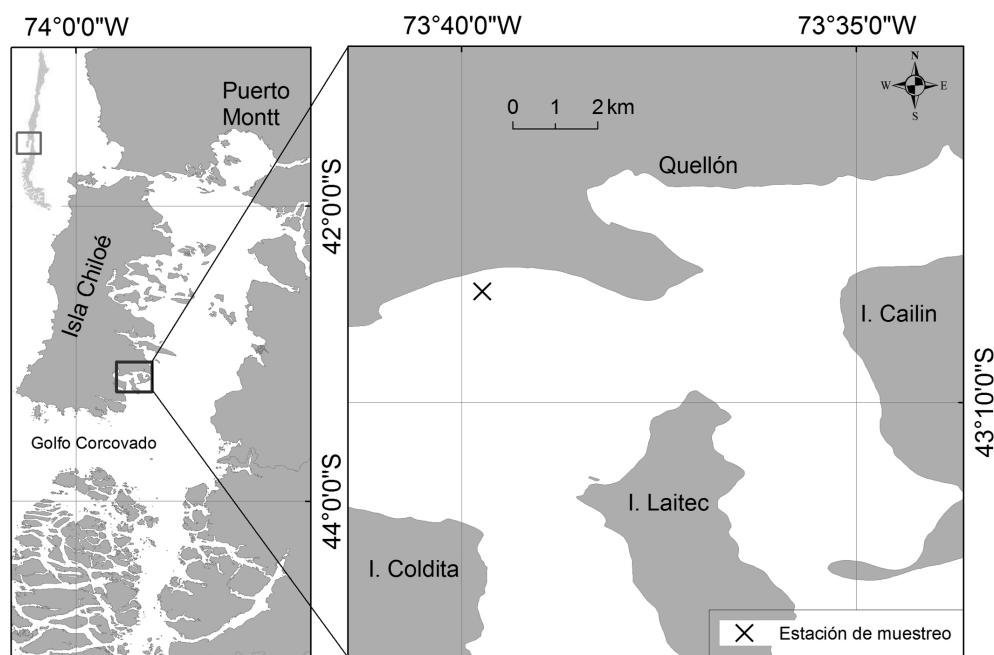 74°0'0"W
73°40'0"W
73°35'0"W
Puerto
Montt
42°0'0"S
Isla Chiloé
Golfo Corcovado
44°0'0"S
N
W E
S
0 1 2 km
Quellón
I. Cailin
43°10'0"S
I. Laitec
I. Coldita
Estación de muestreo